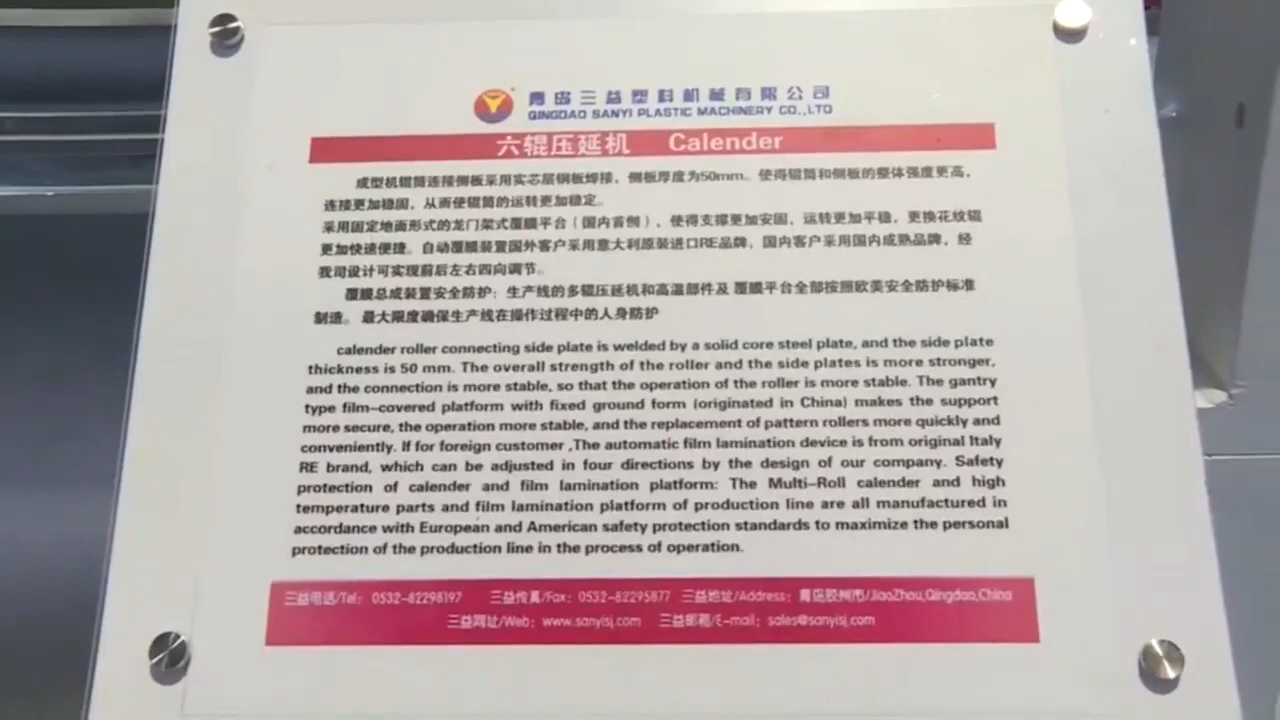 青岛三益塑料机械有限公司
QINGDAO SANYI PLASTIC MACHINERY CO.,LTD
六辊压延机 Calender
成型机辊筒连接侧板采用实芯层钢板焊接，侧板厚度为50mm。使得辊筒和侧板的整体强度更高，
连接更加稳固，从而使辊筒的运转更加稳定。
采用固定地面形式的龙门架式覆膜平台（国内首创），使得支撑更加安固，运转更加平稳，更换花纹辊
更加快速便捷。自动覆膜装置国外客户采用意大利原装进口RE品牌，国内客户采用国内成熟品牌，经
我司设计可实现前后左右四向调节。
覆膜总成装置安全防护：生产线的多辊压延机和高温部件及 覆膜平台全部按照欧美安全防护标准
制造。 最大限度确保生产线在操作过程中的人身防护
calender roller connecting side plate is welded by a solid core steel plate, and the side plate
thickness is 50 mm. The overall strength of the roller and the side plates is more stronger,
and the connection is more stable, so that the operation of the roller is more stable. The gantry
type film-covered platform with fixed ground form (originated in China) makes the support
more secure, the operation more stable, and the replacement of pattern rollers more quickly and
conveniently. If for foreign customer ,The automatic film lamination device is from original Italy
RE brand, which can be adjusted in four directions by the design of our company. Safety
protection of calender and film lamination platform: The Multi-Roll calender and high
temperature parts and film lamination platform of production line are all manufactured in
accordance with European and American safety protection standards to maximize the personal
protection of the production line in the process of operation.
三益电话/Tel: 0532-82298197 三益传真/Fax: 0532-82295877 三益地址/Address: 青岛胶州市/JiaoZhou,Qingdao,China
三益网址/Web: www.sanyisj.com 三益邮箱/E-mail: sales@sanyisj.com